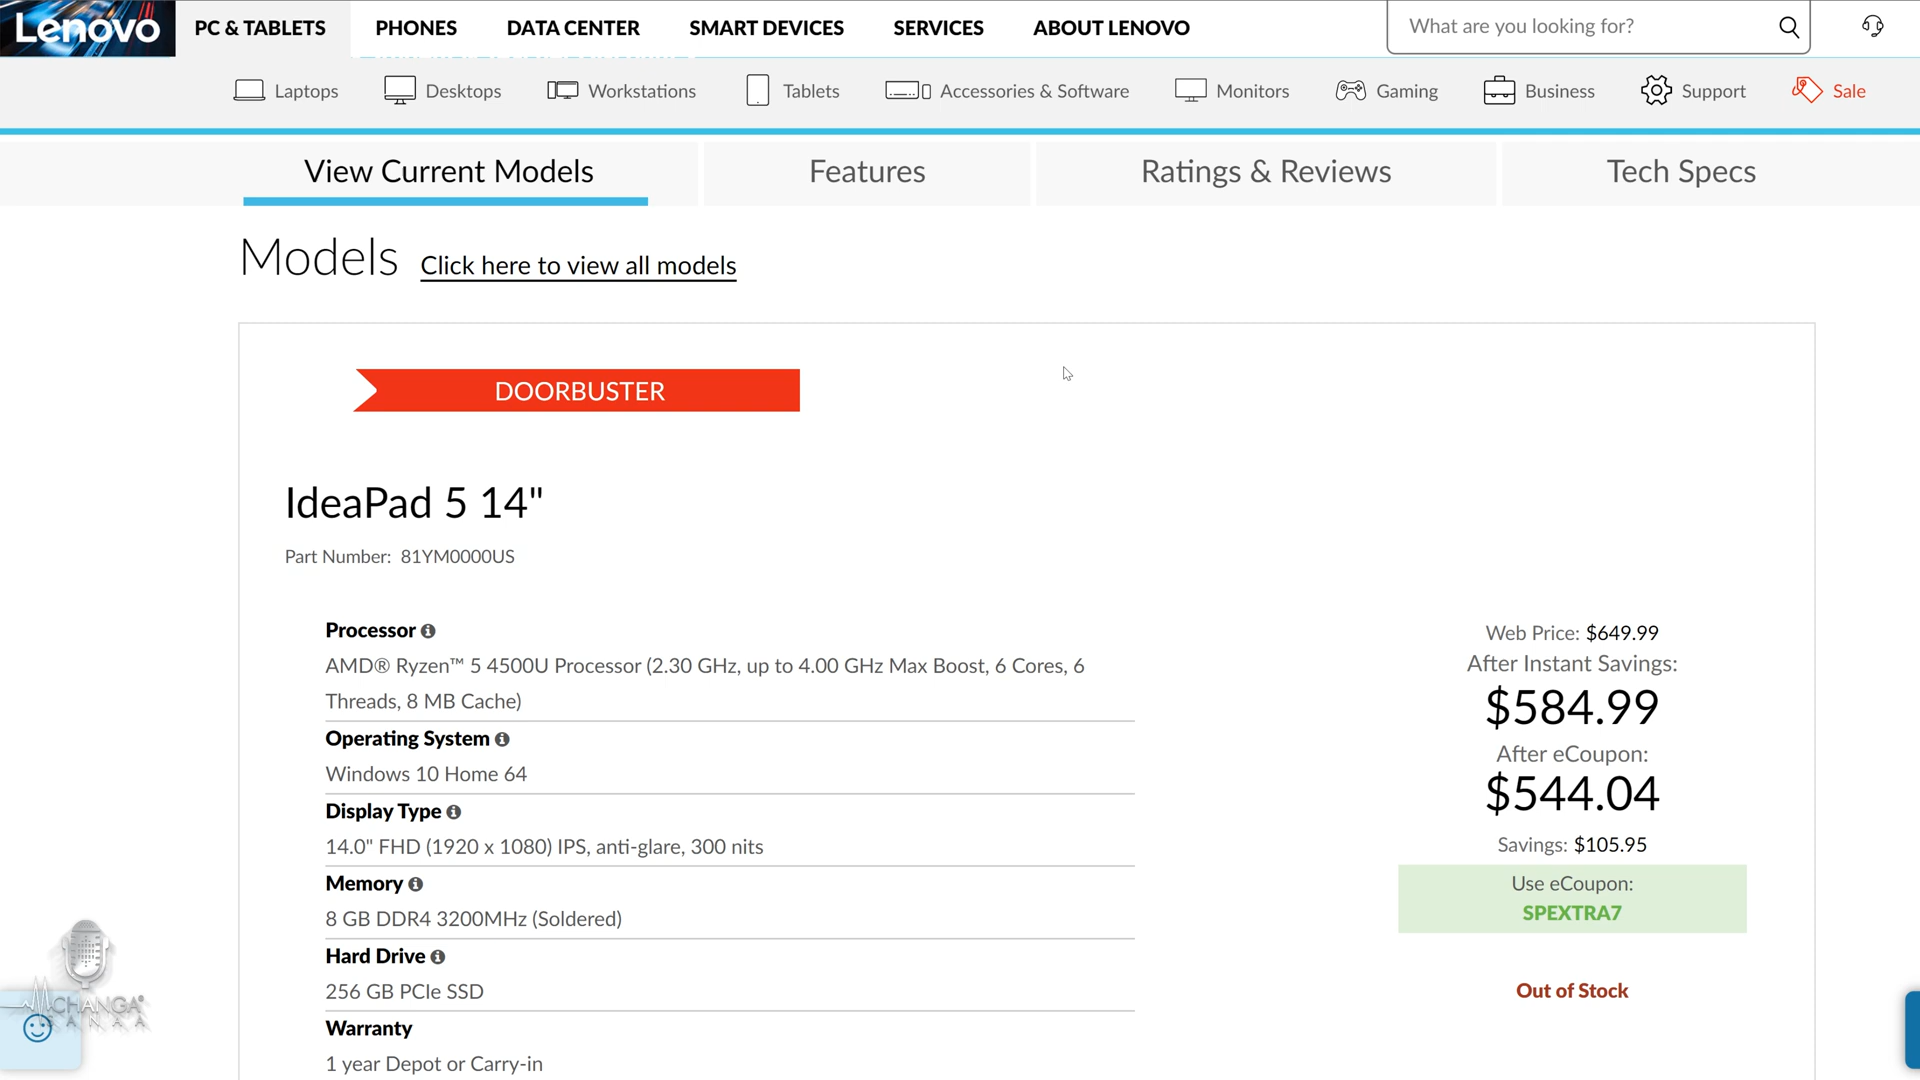 Lenovo
PC & TABLETS PHONES DATA CENTER SMART DEVICES SERVICES ABOUT LENOVO What are you looking for?
Laptops Desktops Workstations Tablets Accessories & Software Monitors Gaming Business Support Sale
View Current Models Features Ratings & Reviews Tech Specs
Models Click here to view all models
DOORBUSTER
IdeaPad 5 14"
Part Number: 81YM0000US
Processor
AMD® Ryzen™ 5 4500U Processor (2.30 GHz, up to 4.00 GHz Max Boost, 6 Cores, 6
Threads, 8 MB Cache)
Operating System
Windows 10 Home 64
Display Type
14.0" FHD (1920 x 1080) IPS, anti-glare, 300 nits
Memory
8 GB DDR4 3200MHz (Soldered)
Hard Drive
256 GB PCIe SSD
Warranty
1 year Depot or Carry-in
Web Price: $649.99
After Instant Savings:
$584.99
After eCoupon:
$544.04
Savings: $105.95
Use eCoupon:
SPEXTRA7
Out of Stock
CHANGA
SANAA